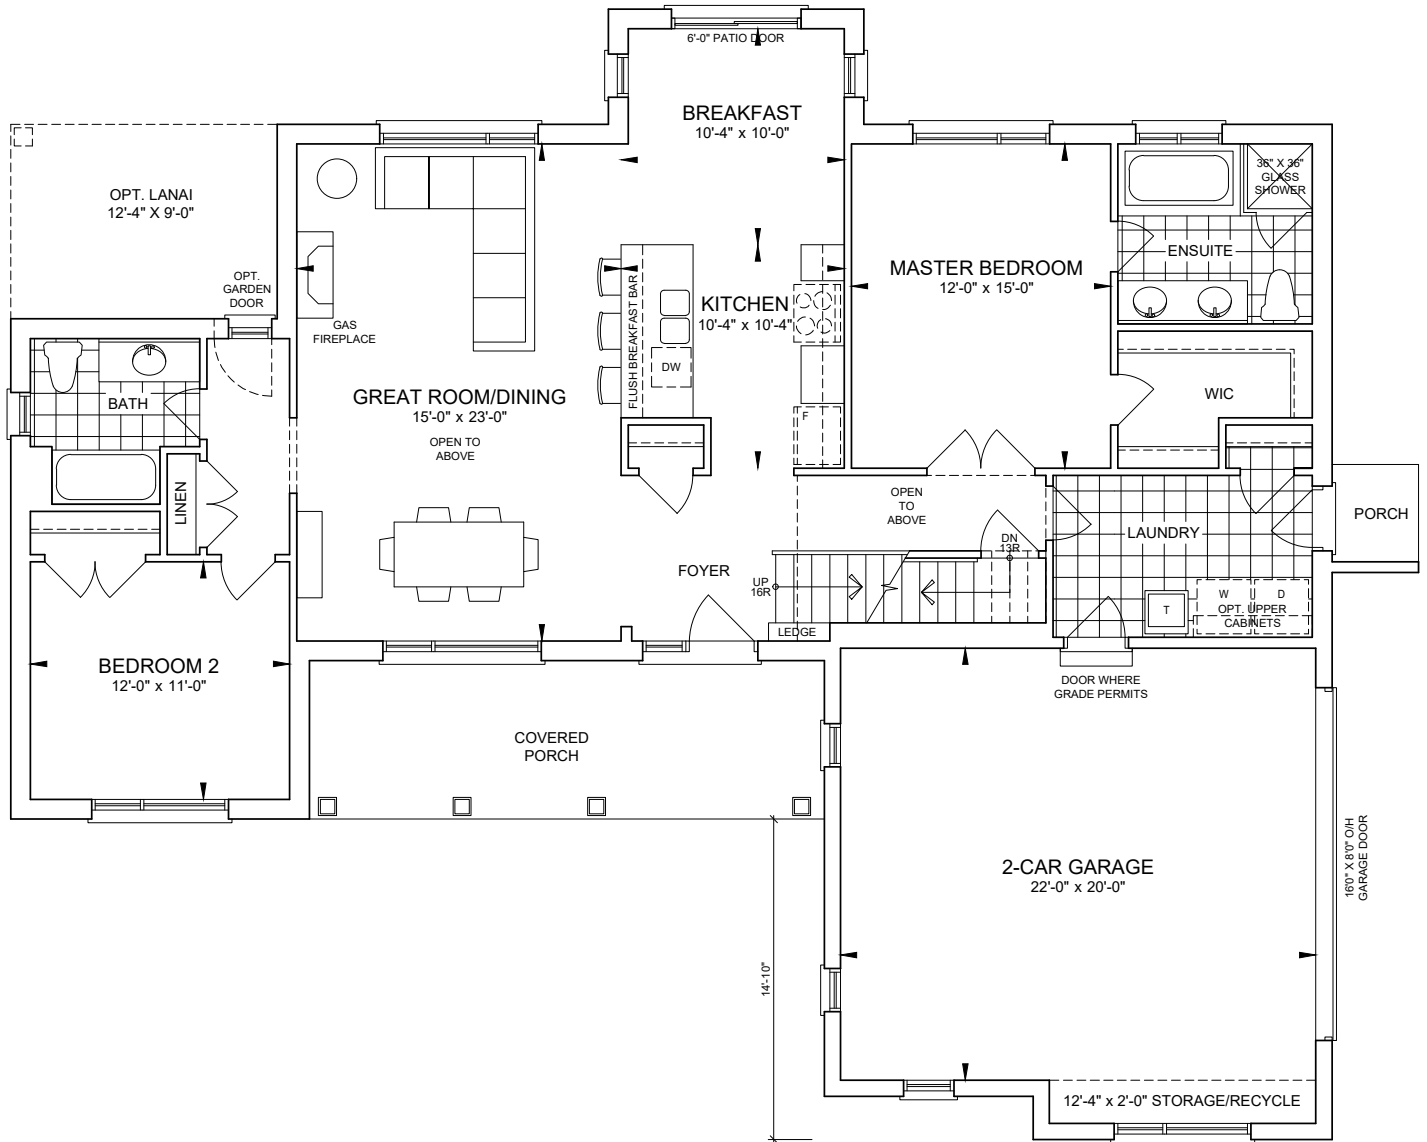 6'-0" PATIO DOOR
BREAKFAST
10'-4" x 10'-0"
36" X 36"
GLASS
SHOWER
OPT. LANAI
12'-4" X 9'-0"
ENSUITE
OPT.
GARDEN
DOOR
MASTER BEDROOM
12'-0" x 15'-0"
KITCHEN
10'-4" x 10'-4"
FLUSH BREAKFAST BAR
GAS
FIREPLACE
DW
F
BATH
GREAT ROOM/DINING
15'-0" x 23'-0"
OPEN TO
ABOVE
WIC
LINEN
OPEN
TO
ABOVE
PORCH
LAUNDRY
DN
13R
FOYER
UP
16R
LEDGE
T
W
D
OPT. UPPER
CABINETS
BEDROOM 2
12'-0" x 11'-0"
DOOR WHERE
GRADE PERMITS
COVERED
PORCH
2-CAR GARAGE
22'-0" x 20'-0"
16'0" X 8'0" O/H
GARAGE DOOR
14'-10"
12'-4" x 2'-0" STORAGE/RECYCLE